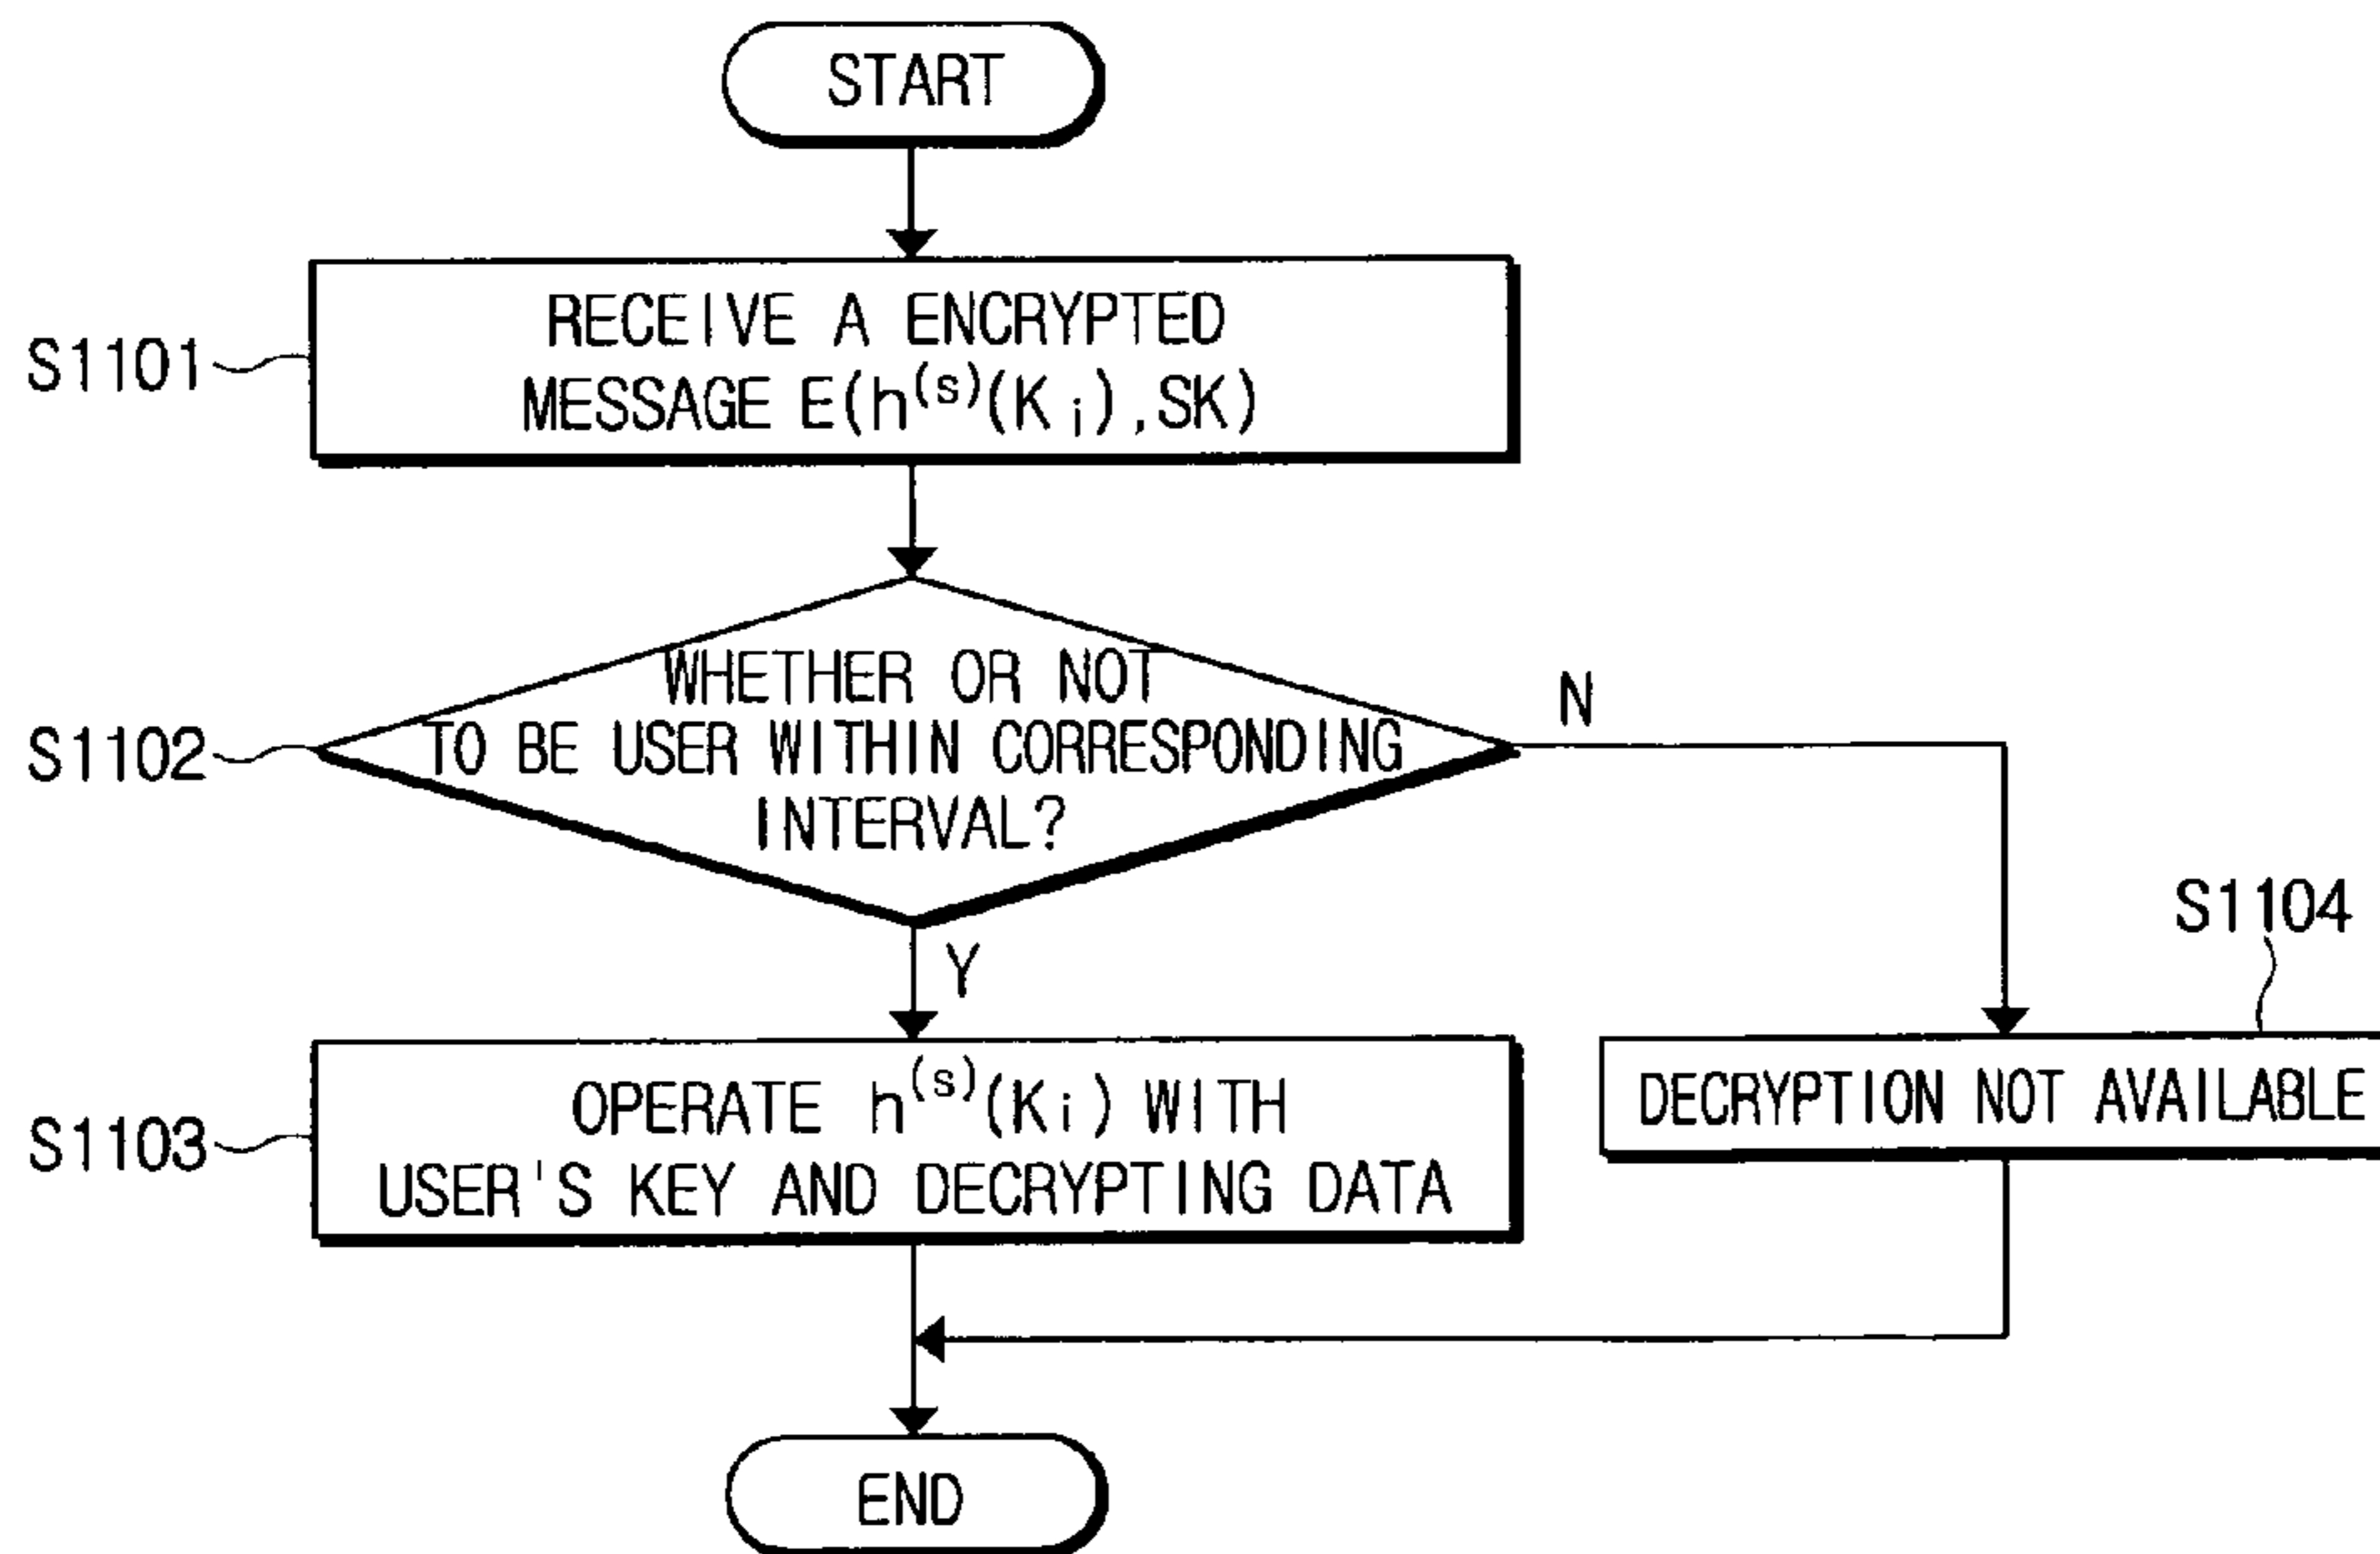 START
S1101
RECEIVE A ENCRYPTED
MESSAGE E(h^(s)(K_i),SK)
S1102
WHETHER OR NOT
TO BE USER WITHIN CORRESPONDING
INTERVAL?
N
Y
S1103
OPERATE h^(s)(Ki) WITH
USER'S KEY AND DECRYPTING DATA
S1104
DECRYPTION NOT AVAILABLE
END